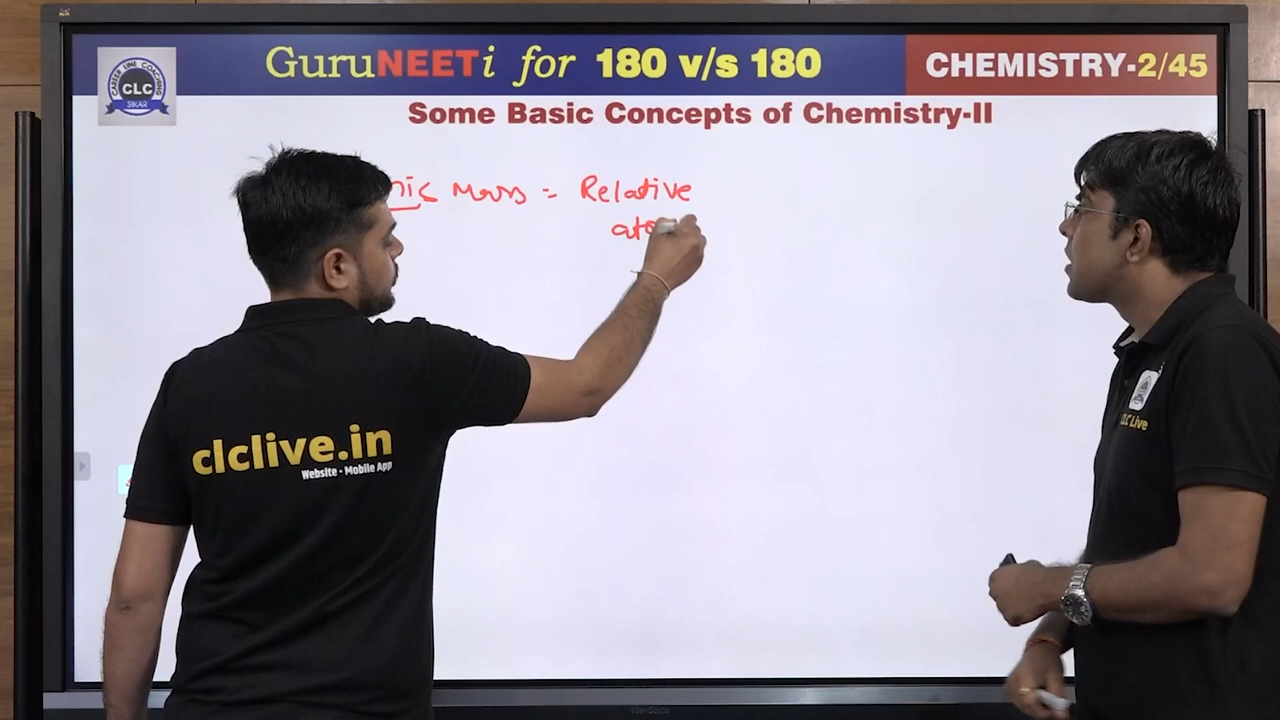 GuruNEETi for 180 v/s 180
CHEMISTRY-2/45
CAREER LINE COACHING
CLC
SIKAR
Some Basic Concepts of Chemistry-II
Mass = Relative
clclive.in
Website - Mobile App
CLC Live